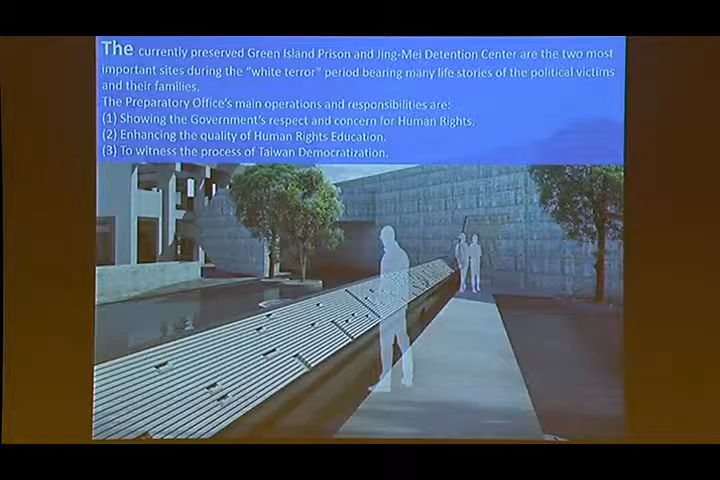 The currently preserved Green Island Prison and Jing-Mei Detention Center are the two most
important sites during the "white terror" period bearing many life stories of the political victims
and their families.
The Preparatory Office's main operations and responsibilities are:
(1) Showing the Government's respect and concern for Human Rights.
(2) Enhancing the quality of Human Rights Education.
(3) To witness the process of Taiwan Democratization.